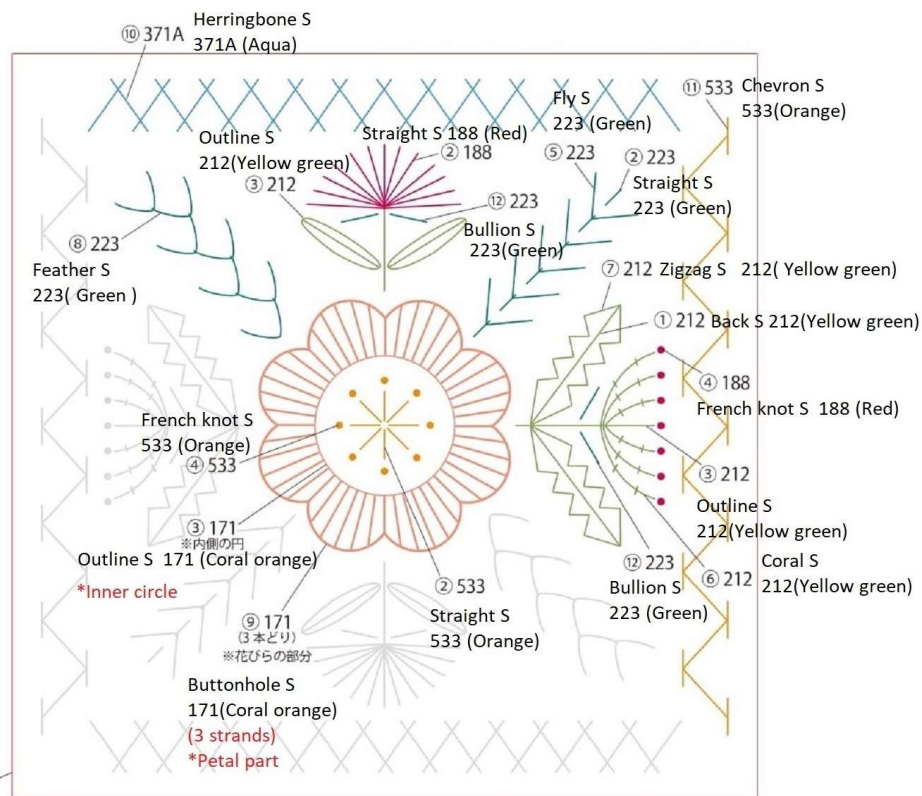 ⑩ 371A
Herringbone S
371A (Aqua)
⑪ 533
Chevron S
533(Orange)
Fly S
223 (Green)
⑤ 223
Straight S 188 (Red)
② 188
Outline S
212(Yellow green)
③ 212
② 223
Straight S
223 (Green)
⑫ 223
Bullion S
223(Green)
⑧ 223
Feather S
223( Green )
⑦ 212 Zigzag S 212( Yellow green)
① 212 Back S 212(Yellow green)
④ 188
French knot S 188 (Red)
French knot S
533 (Orange)
④ 533
③ 212
Outline S
212(Yellow green)
③ 171
※内側の円
Outline S 171 (Coral orange)
*Inner circle
② 533
Straight S
533 (Orange)
⑫ 223
Bullion S
223 (Green)
⑥ 212
Coral S
212(Yellow green)
⑨ 171
(3本どり)
※花びらの部分
Buttonhole S
171(Coral orange)
(3 strands)
*Petal part